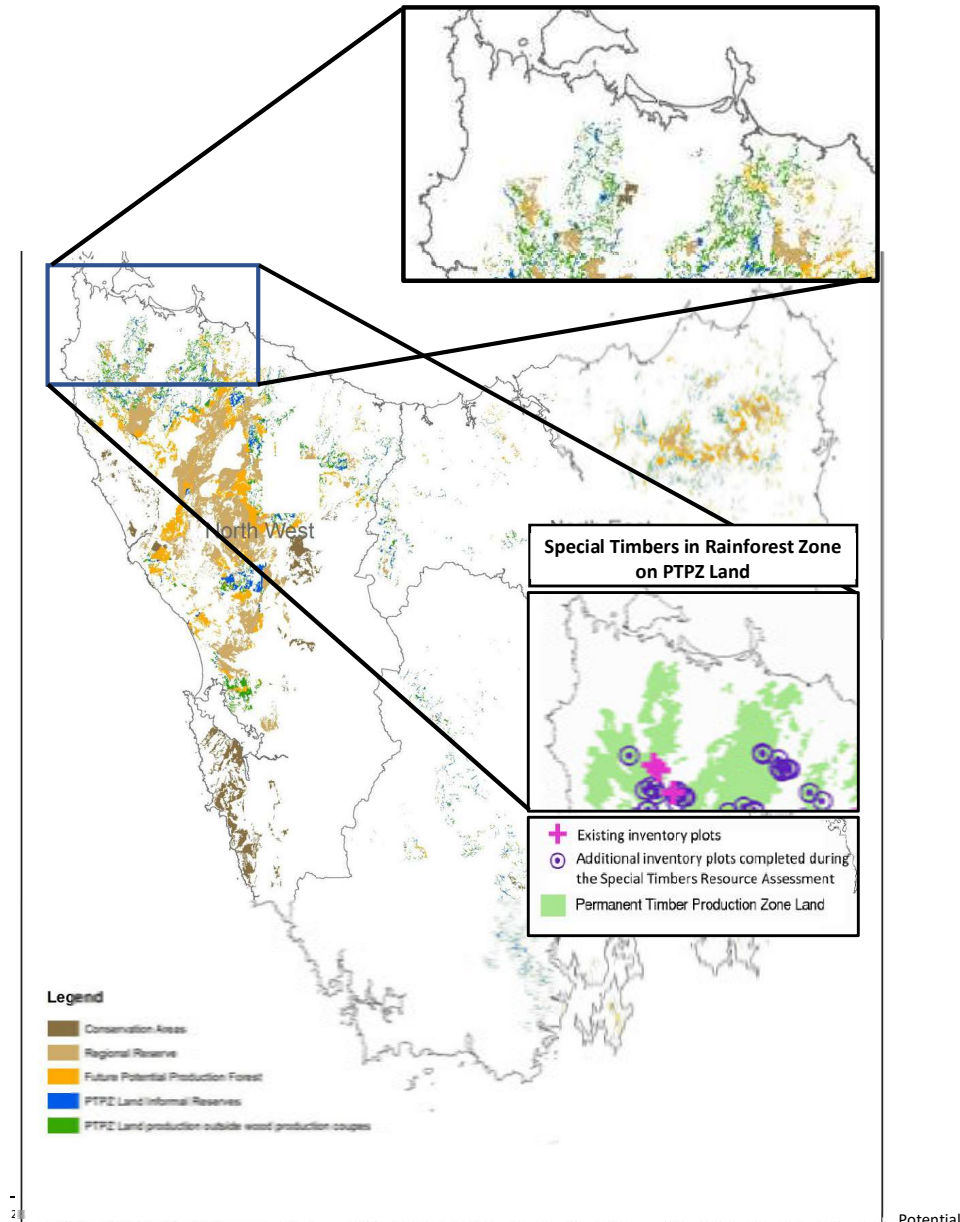 North West
Special Timbers in Rainforest Zone
on PTPZ Land
Existing inventory plots
Additional inventory plots completed during
the Special Timbers Resource Assessment
Permanent Timber Production Zone Land
Legend
Conservation Areas
Regional Reserve
Future Potential Production Forest
PTPZ Land Informal Reserves
PTPZ Land production outside wood production coupes
Potential